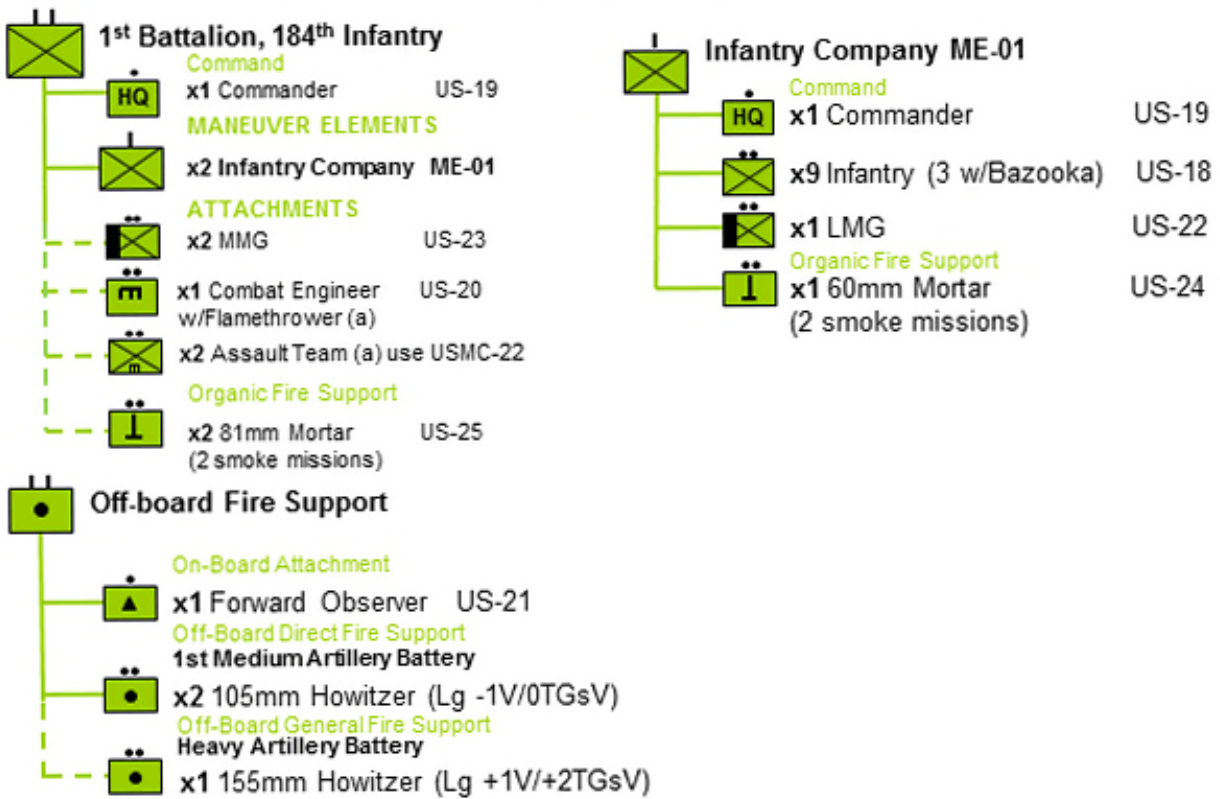 1st Battalion, 184th Infantry
Command
HQ x1 Commander US-19
MANEUVER ELEMENTS
x2 Infantry Company ME-01
ATTACHMENTS
x2 MMG US-23
m x1 Combat Engineer US-20
w/Flamethrower (a)
m x2 Assault Team (a) use USMC-22
Organic Fire Support
x2 81mm Mortar US-25
(2 smoke missions)
Infantry Company ME-01
Command
HQ x1 Commander US-19
x9 Infantry (3 w/Bazooka) US-18
x1 LMG US-22
Organic Fire Support
x1 60mm Mortar US-24
(2 smoke missions)
Off-board Fire Support
On-Board Attachment
x1 Forward Observer US-21
Off-Board Direct Fire Support
1st Medium Artillery Battery
x2 105mm Howitzer (Lg -1V/0TGsV)
Off-Board General Fire Support
Heavy Artillery Battery
x1 155mm Howitzer (Lg +1V/+2TGsV)